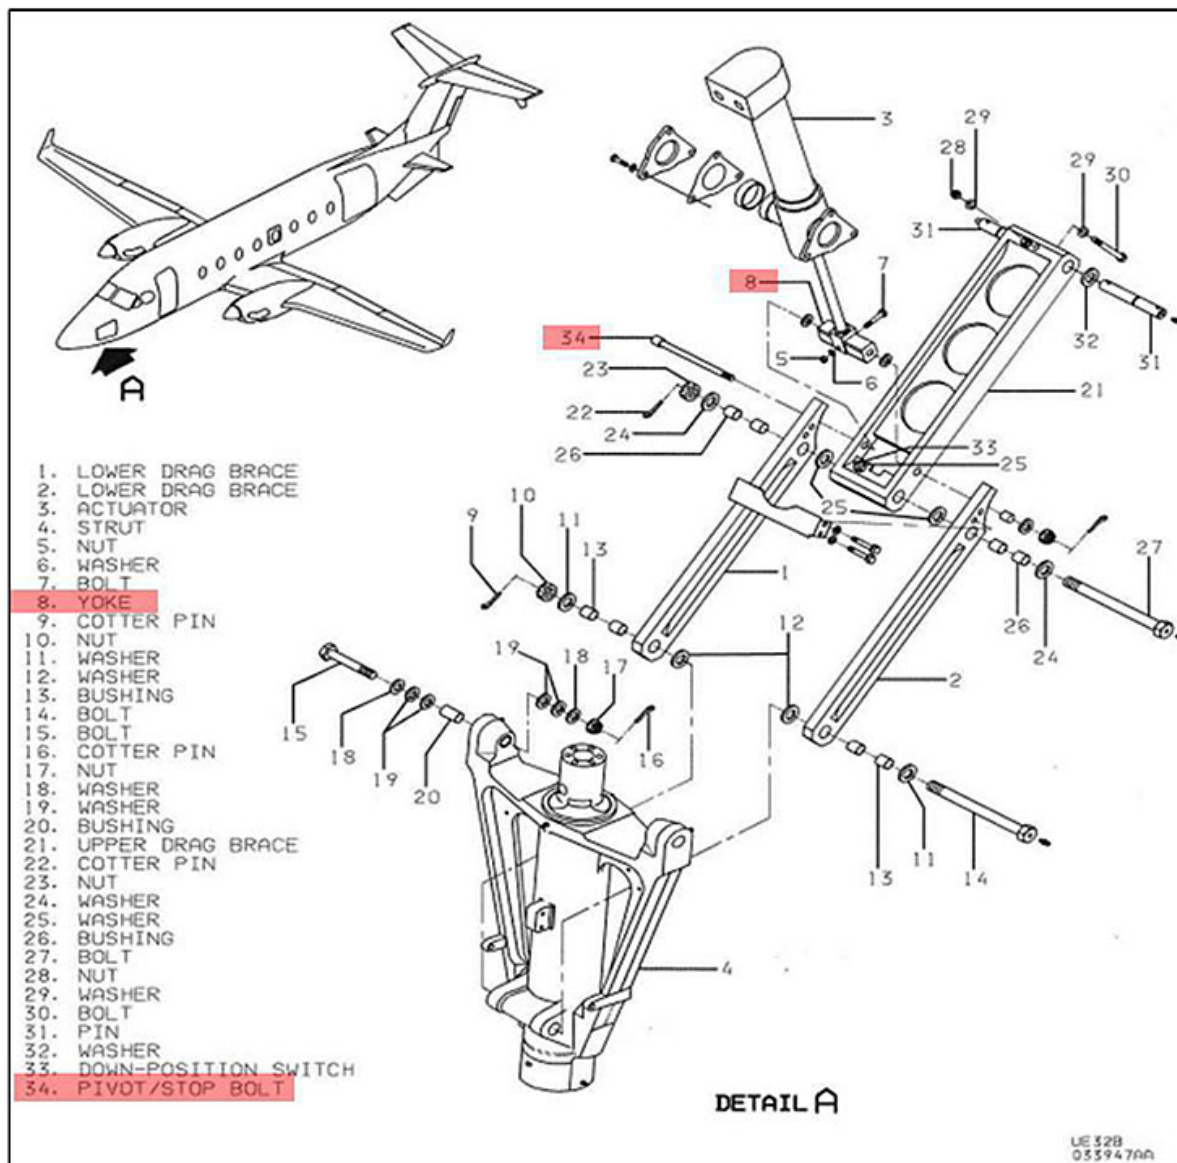 3
29
28
29
30
31
8
7
34
32
31
23
5
6
21
22
24
26
33
25
1. LOWER DRAG BRACE
2. LOWER DRAG BRACE
3. ACTUATOR
4. STRUT
5. NUT
6. WASHER
7. BOLT
8. YOKE
9. COTTER PIN
10. NUT
11. WASHER
12. WASHER
13. BUSHING
14. BOLT
15. BOLT
16. COTTER PIN
17. NUT
18. WASHER
19. WASHER
20. BUSHING
21. UPPER DRAG BRACE
22. COTTER PIN
23. NUT
24. WASHER
25. WASHER
26. BUSHING
27. BOLT
28. NUT
29. WASHER
30. BOLT
31. PIN
32. WASHER
33. DOWN-POSITION SWITCH
34. PIVOT/STOP BOLT
A
25
9
10
11
13
1
27
26
24
12
2
19
18
17
15
18
19
20
16
13
11
14
4
DETAIL A
UE32B
033947AA